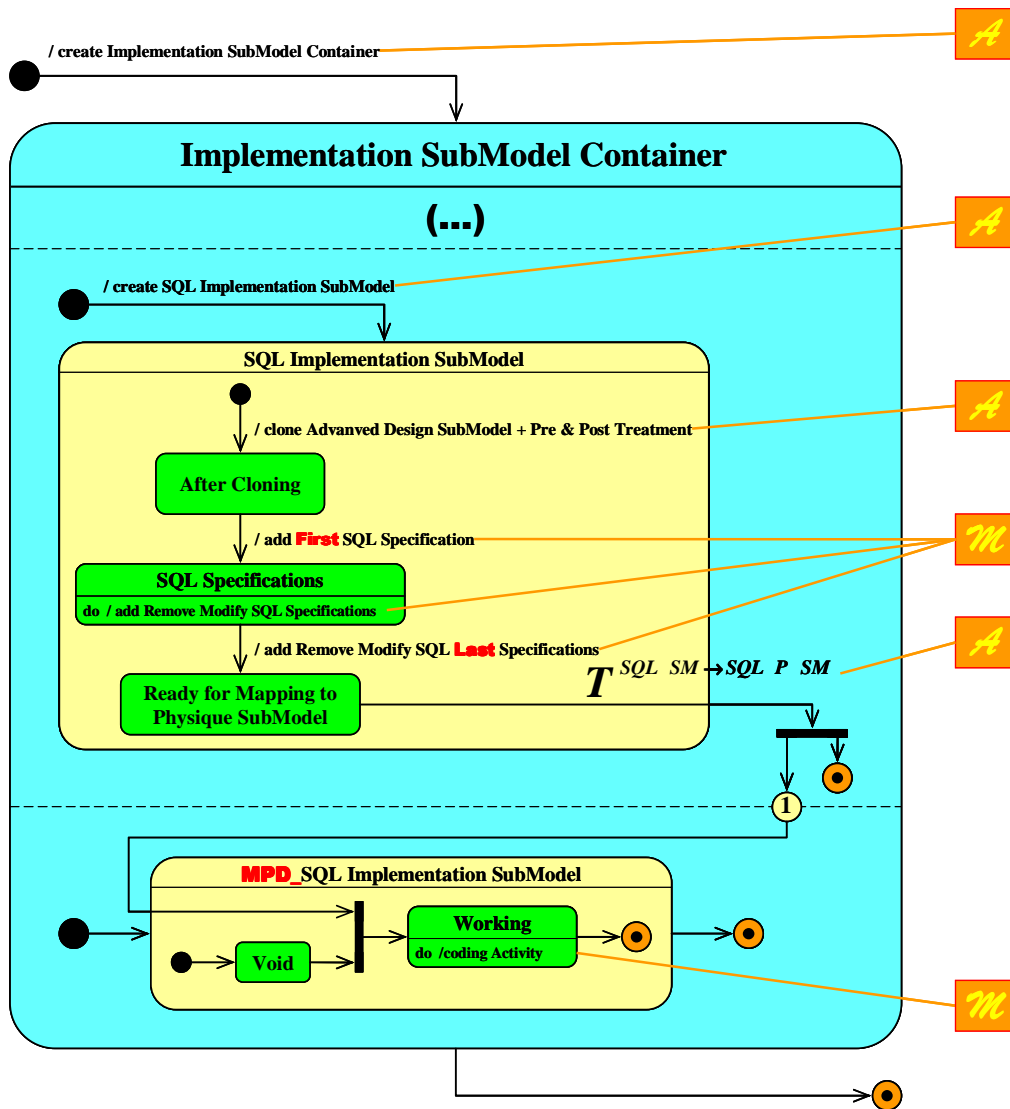 / create Implementation SubModel Container
A
Implementation SubModel Container
(...)
A
/ create SQL Implementation SubModel
SQL Implementation SubModel
A
/ clone Advanved Design SubModel + Pre & Post Treatment
After Cloning
/ add First SQL Specification
M
SQL Specifications
do / add Remove Modify SQL Specifications
/ add Remove Modify SQL Last Specifications
A
T SQL SM → SQL P SM
Ready for Mapping to
Physique SubModel
1
MPD_SQL Implementation SubModel
Working
do /coding Activity
Void
M